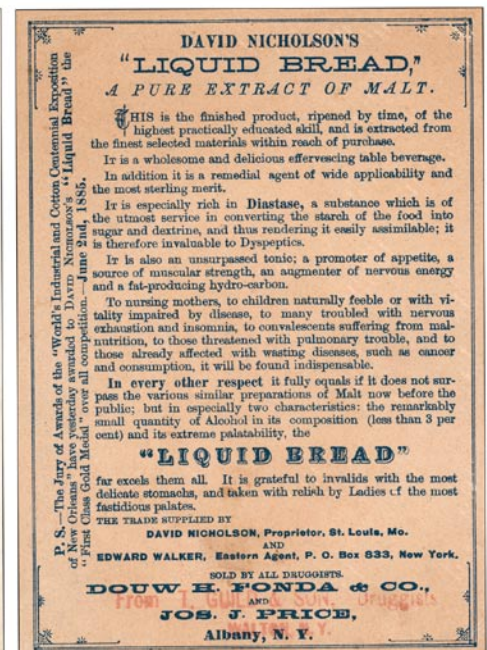 DAVID NICHOLSON'S
"LIQUID BREAD,"
A PURE EXTRACT OF MALT.
THIS is the finished product, ripened by time, of the
highest practically educated skill, and is extracted from
the finest selected materials within reach of purchase.
IT is a wholesome and delicious effervescing table beverage.
In addition it is a remedial agent of wide applicability and
the most sterling merit.
IT is especially rich in Diastase, a substance which is of
the utmost service in converting the starch of the food into
sugar and dextrine, and thus rendering it easily assimilable; it
is therefore invaluable to Dyspeptics.
IT is also an unsurpassed tonic; a promoter of appetite, a
source of muscular strength, an augmenter of nervous energy
and a fat-producing hydro-carbon.
To nursing mothers, to children naturally feeble or with vi-
tality impaired by disease, to many troubled with nervous
exhaustion and insomnia, to convalescents suffering from mal-
nutrition, to those threatened with pulmonary trouble, and to
those already affected with wasting diseases, such as cancer
and consumption, it will be found indispensable.
In every other respect it fully equals if it does not sur-
pass the various similar preparations of Malt now before the
public; but in especially two characteristics: the remarkably
small quantity of Alcohol in its composition (less than 3 per
cent) and its extreme palatability, the
"LIQUID BREAD"
far excels them all. It is grateful to invalids with the most
delicate stomachs, and taken with relish by Ladies of the most
fastidious palates.
THE TRADE SUPPLIED BY
DAVID NICHOLSON, Proprietor, St. Louis, Mo.
AND
EDWARD WALKER, Eastern Agent, P. O. Box 833, New York.
SOLD BY ALL DRUGGISTS.
DOUW H. FONDA & CO.,
AND
JOS. J. PRICE,
Albany, N. Y.
From T. & SON. Druggists
WALTON, N.Y.
P. S.—The Jury of Awards of the "World's Industrial and Cotton Centennial Exposition
of New Orleans" have yesterday awarded to DAVID NICHOLSON'S "Liquid Bread" the
"First Class Gold Medal" over all competition.—June 2nd, 1885.